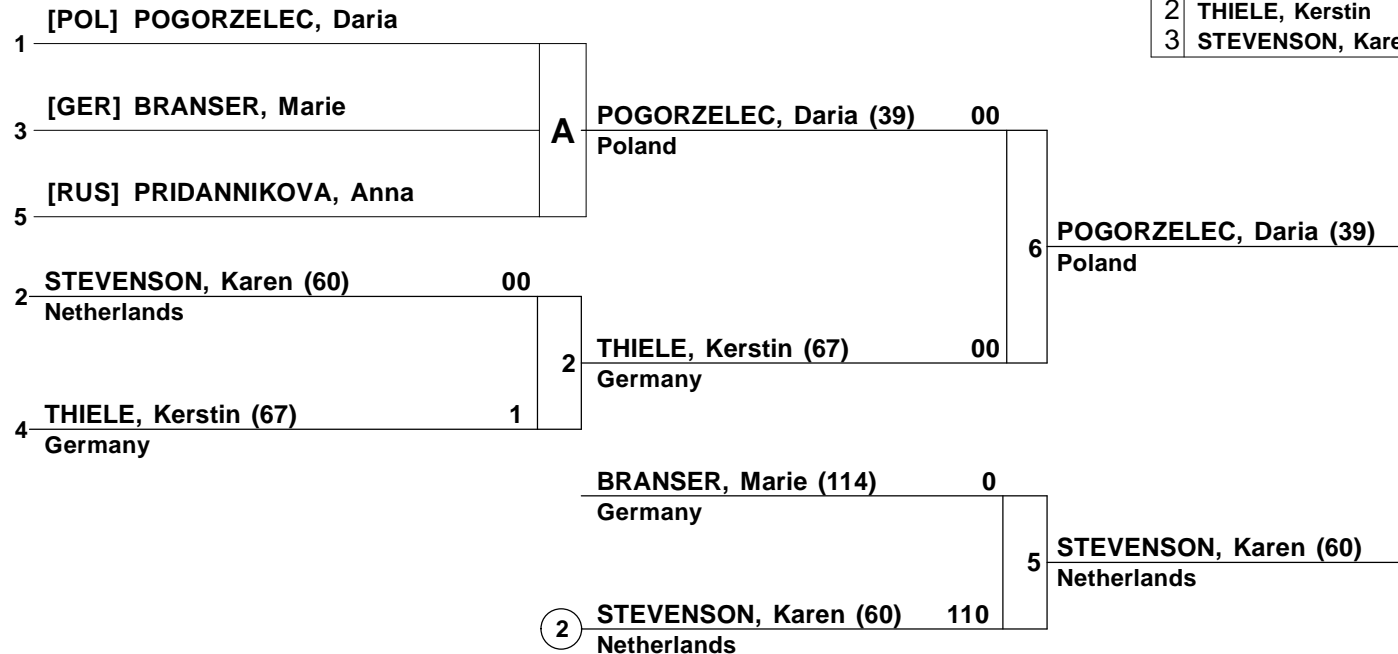 [POL] POGORZELEC, Daria
1
[GER] BRANSER, Marie
3
[RUS] PRIDANNIKOVA, Anna
5
A
POGORZELEC, Daria (39) 00
Poland
2 THIELE, Kerstin
3 STEVENSON,
6
POGORZELEC, Daria (39)
Poland
2
STEVENSON, Karen (60) 00
Netherlands
2
THIELE, Kerstin (67) 00
Germany
4
THIELE, Kerstin (67) 1
Germany
BRANSER, Marie (114) 0
Germany
5
STEVENSON, Karen (60)
Netherlands
2
STEVENSON, Karen (60) 110
Netherlands